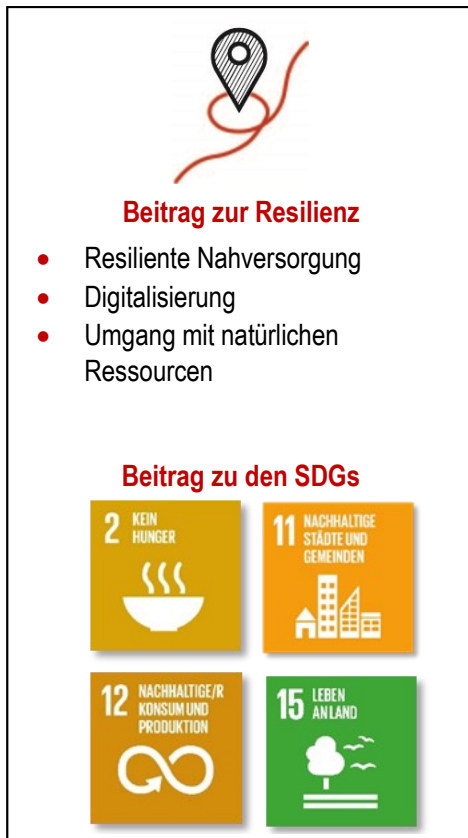 Beitrag zur Resilienz
• Resiliente Nahversorgung
• Digitalisierung
• Umgang mit natürlichen
Ressourcen
Beitrag zu den SDGs
2 KEIN
HUNGER
11 NACHHALTIGE
STÄDTE UND
GEMEINDEN
12 NACHHALTIGE/R
KONSUM UND
PRODUKTION
15 LEBEN
AN LAND